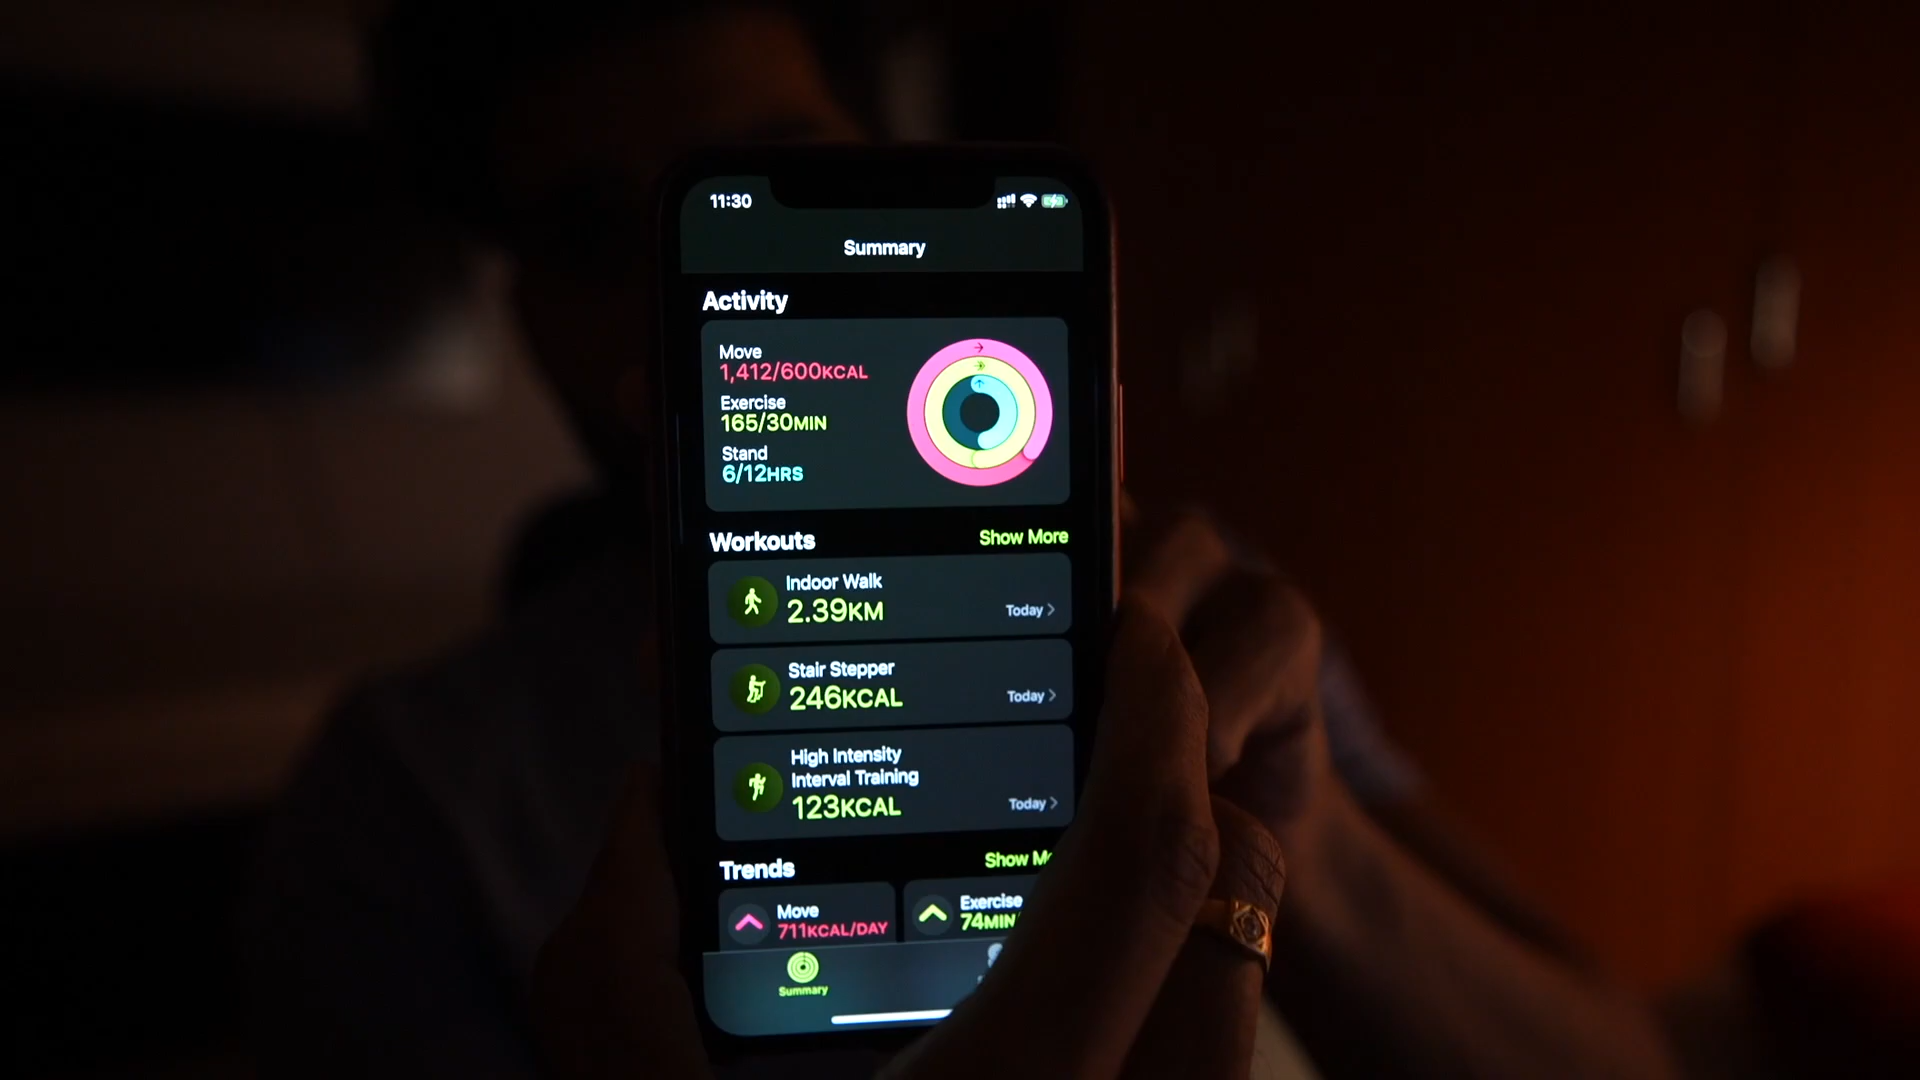 11:30
Summary
Activity
Move
1,412/600KCAL
Exercise
165/30MIN
Stand
6/12HRS
Workouts
Show More
Indoor Walk
2.39KM
Today
Stair Stepper
246KCAL
Today
High Intensity
Interval Training
123KCAL
Today
Trends
Show
Move
711KCAL/DAY
Exercise
74MIN
Summary